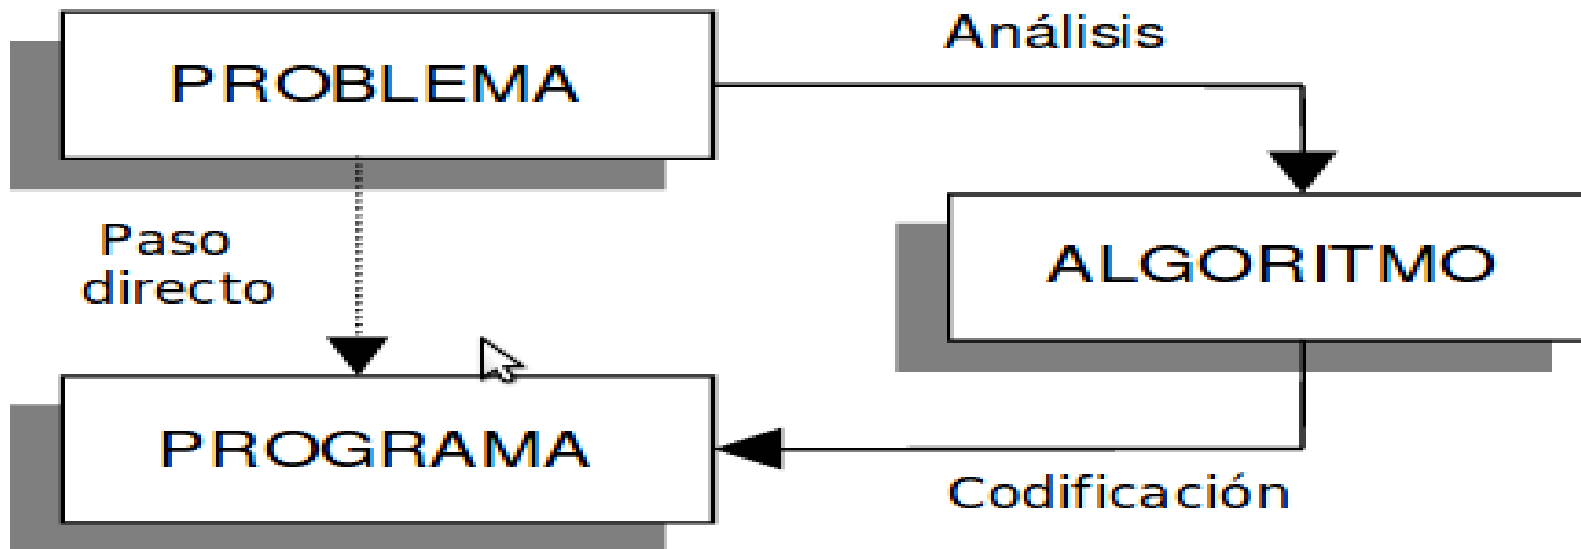 Análisis
PROBLEMA
Paso
directo
ALGORITMO
PROGRAMA
Codificación